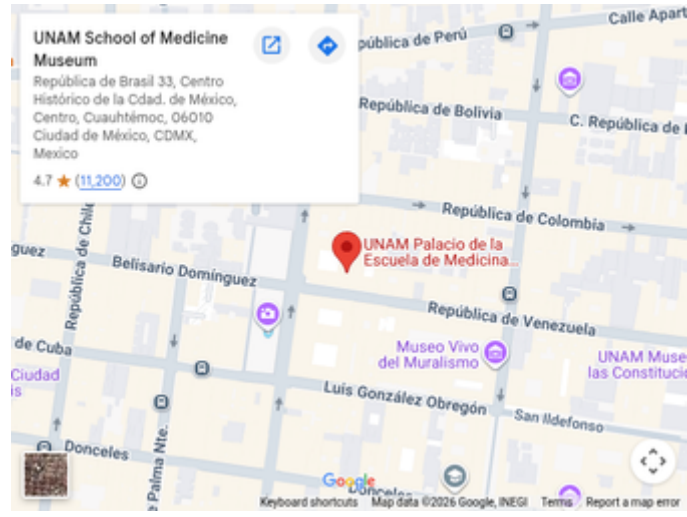 UNAM School of Medicine
Museum
República de Brasil 33, Centro
Histórico de la Cdad. de México,
Centro, Cuauhtémoc, 06010
Ciudad de México, CDMX,
Mexico
4.7 ★ (11,200)
Calle Apart
pública de Perú
República de Bolivia
C. República de
República de Colombia
República de Chile
UNAM Palacio de la
Escuela de Medicina...
guez
Belisario Domínguez
República de Venezuela
de Cuba
Museo Vivo
del Muralismo
UNAM Muse
las Constitucio
Ciudad
is
Luis González Obregón
San Ildefonso
Donceles
Palma Nte.
Google
Donceles
Keyboard shortcuts
Map data ©2026 Google, INEGI
Terms
Report a map error